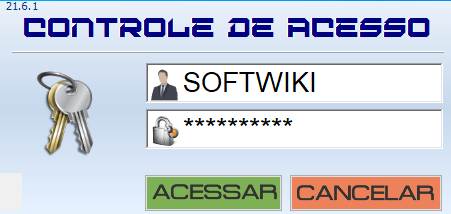 21.6.1
CONTROLE DE ACESSO
SOFTWIKI
**********
ACESSAR CANCELAR